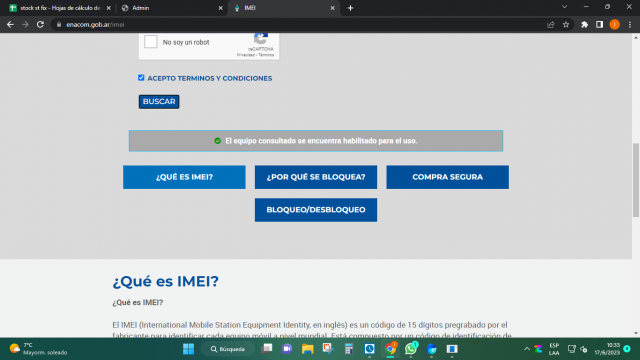 stock st fix - Hojas de cálculo de
Admin
IMEI
enacom.gob.ar/imei
No soy un robot
reCAPTCHA
Privacidad - Términos
ACEPTO TERMINOS Y CONDICIONES
BUSCAR
El equipo consultado se encuentra habilitado para el uso.
¿QUÉ ES IMEI?
¿POR QUÉ SE BLOQUEA?
COMPRA SEGURA
BLOQUEO/DESBLOQUEO
¿Qué es IMEI?
¿Qué es IMEI?
El IMEI (International Mobile Station Equipment Identity, en inglés) es un código de 15 dígitos pregrabado por el
fabricante para identificar cada equipo móvil a nivel mundial. Está compuesto por un código de identificación de
7°C
Mayorm. soleado
Búsqueda
ESP
LAA
10:33
17/6/2023